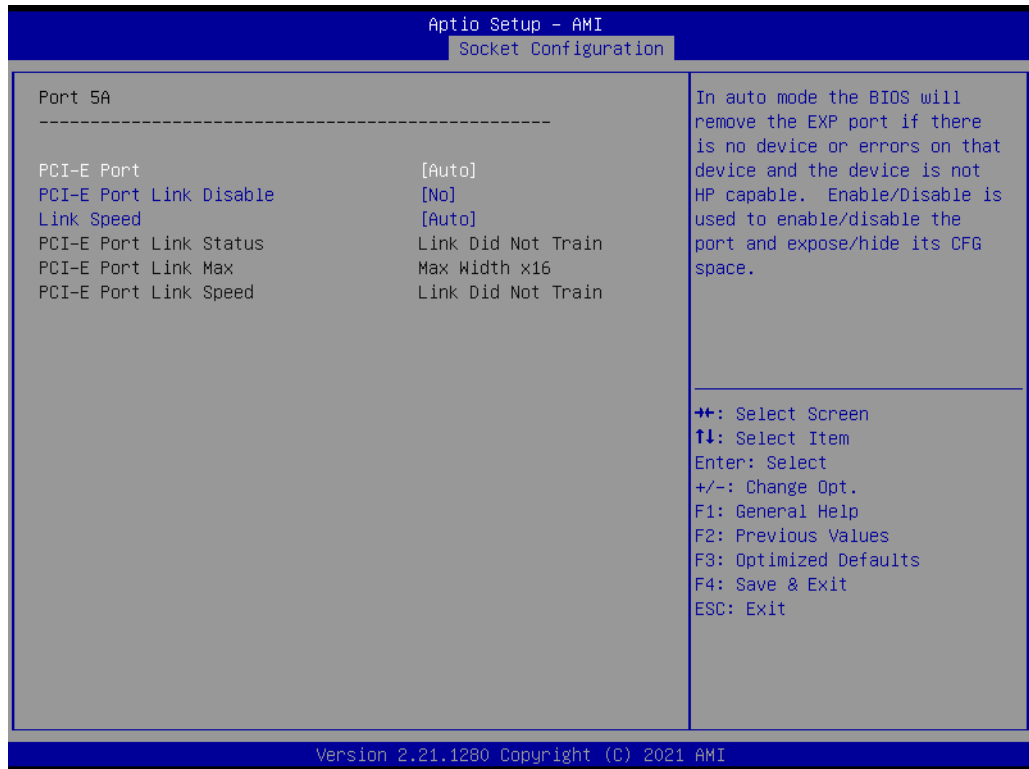 Aptio Setup – AMI
Socket Configuration
Port 5A
--------------------------------------------------
PCI-E Port [Auto]
PCI-E Port Link Disable [No]
Link Speed [Auto]
PCI-E Port Link Status Link Did Not Train
PCI-E Port Link Max Max Width x16
PCI-E Port Link Speed Link Did Not Train
In auto mode the BIOS will
remove the EXP port if there
is no device or errors on that
device and the device is not
HP capable.  Enable/Disable is
used to enable/disable the
port and expose/hide its CFG
space.
→←: Select Screen
↑↓: Select Item
Enter: Select
+/-: Change Opt.
F1: General Help
F2: Previous Values
F3: Optimized Defaults
F4: Save & Exit
ESC: Exit
Version 2.21.1280 Copyright (C) 2021 AMI